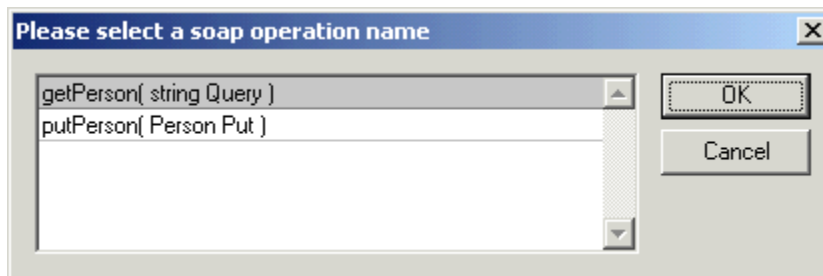 Please select a soap operation name
getPerson( string Query )
putPerson( Person Put )
OK
Cancel